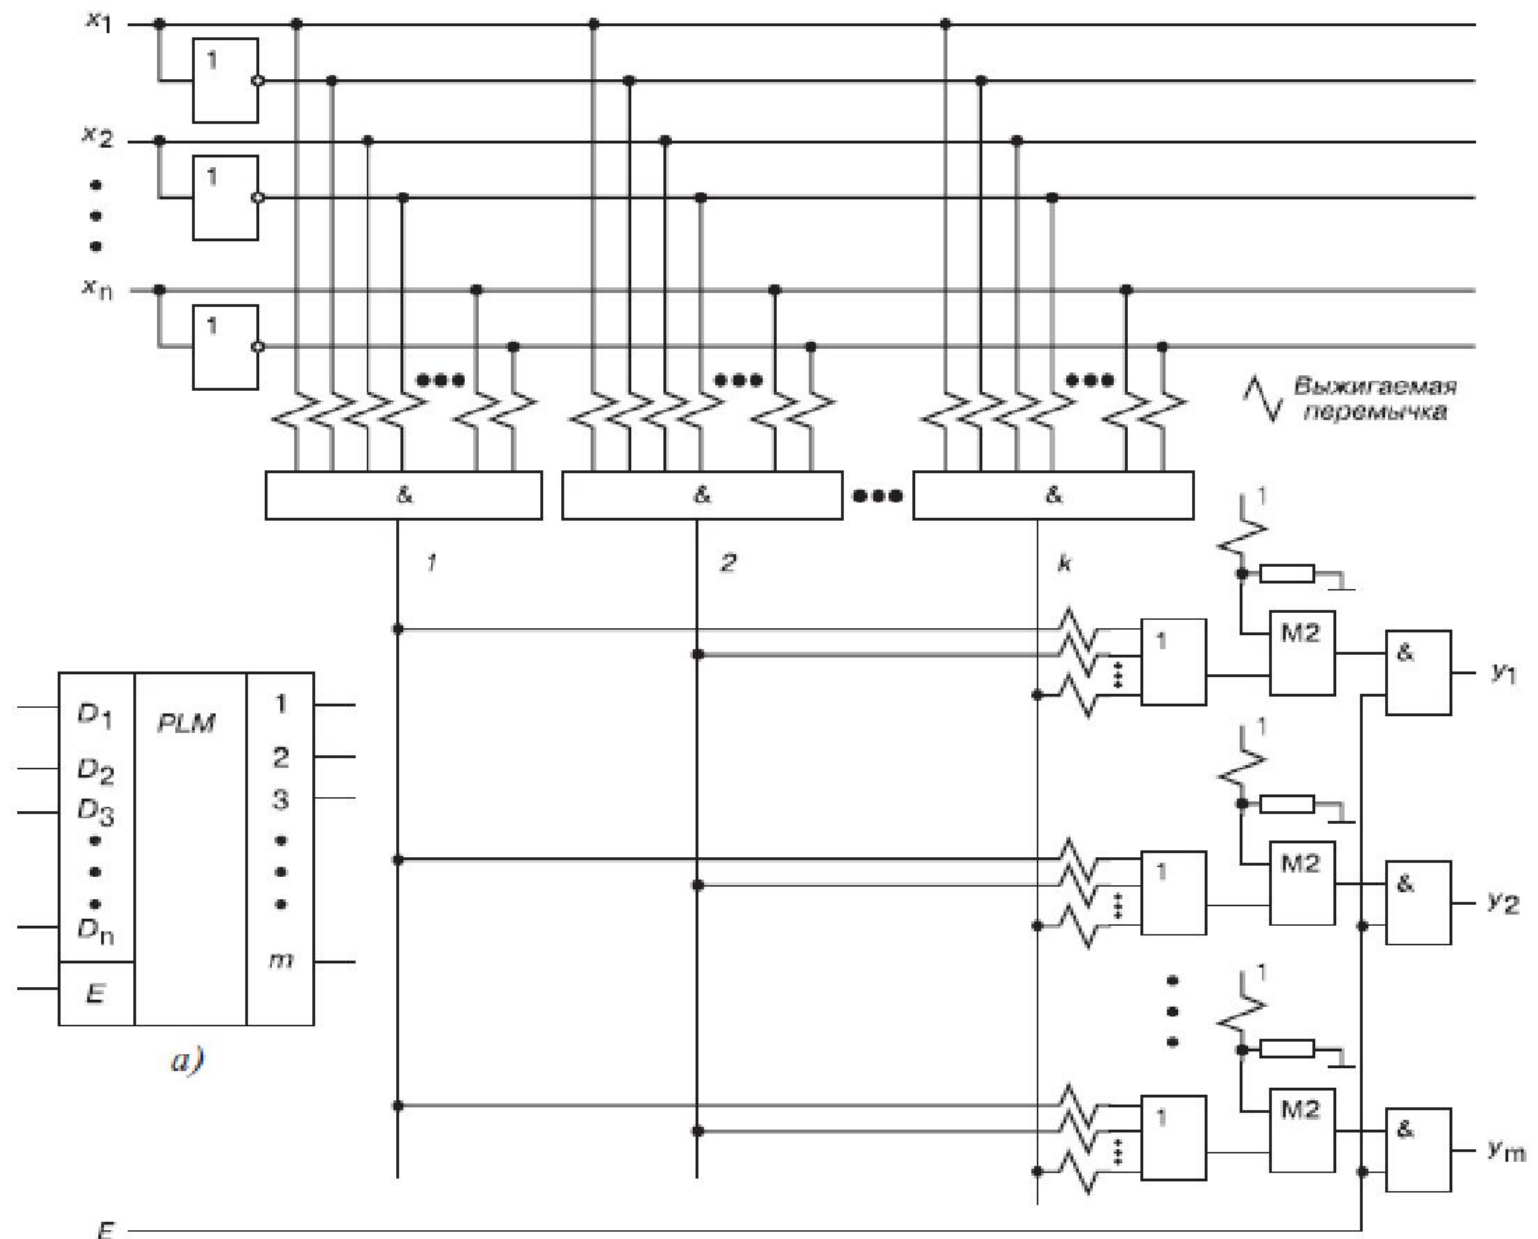 x1
1
x2
1
xn
1
Выжигаемая
перемычка
& & &
1
1 2 k
1 M2 & y1
1
1 M2 & y2
1
1 M2 & ym
D1 PLM 1
D2 2
D3 3
Dn m
E
а)
E